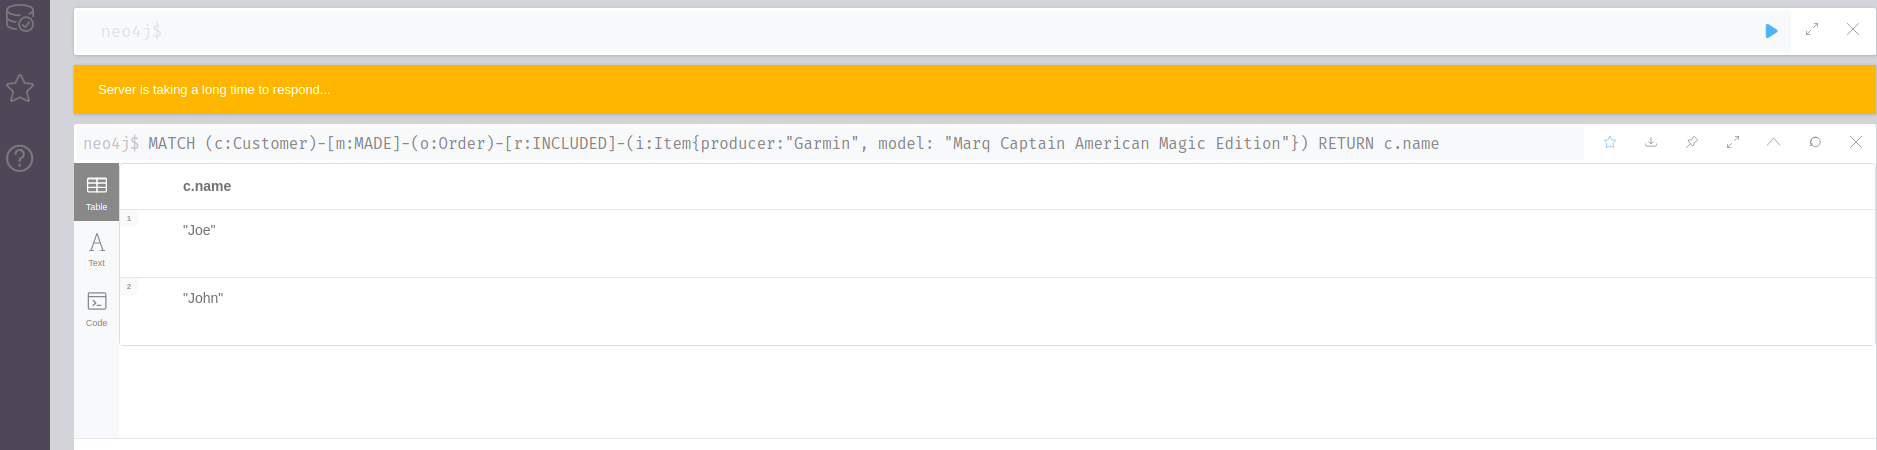 neo4j$
Server is taking a long time to respond...
neo4j$ MATCH (c:Customer)-[m:MADE]-(o:Order)-[r:INCLUDED]-(i:Item{producer:"Garmin", model: "Marq Captain American Magic Edition"}) RETURN c.name
Table
c.name
1
"Joe"
Text
2
"John"
Code